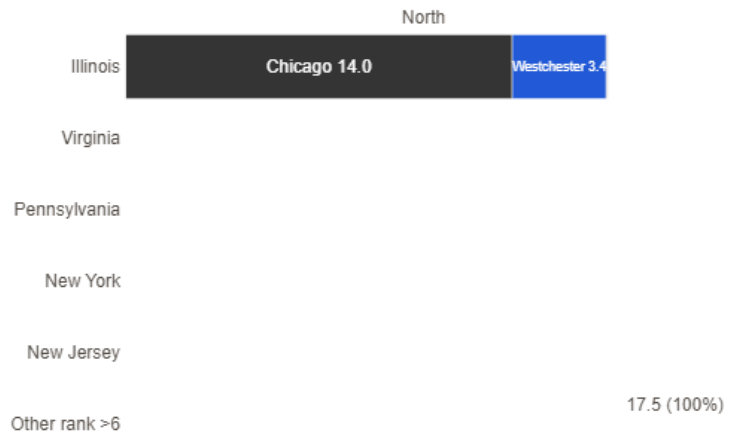 North
Illinois Chicago 14.0 Westchester 3.4
Virginia
Pennsylvania
New York
New Jersey
17.5 (100%)
Other rank >6